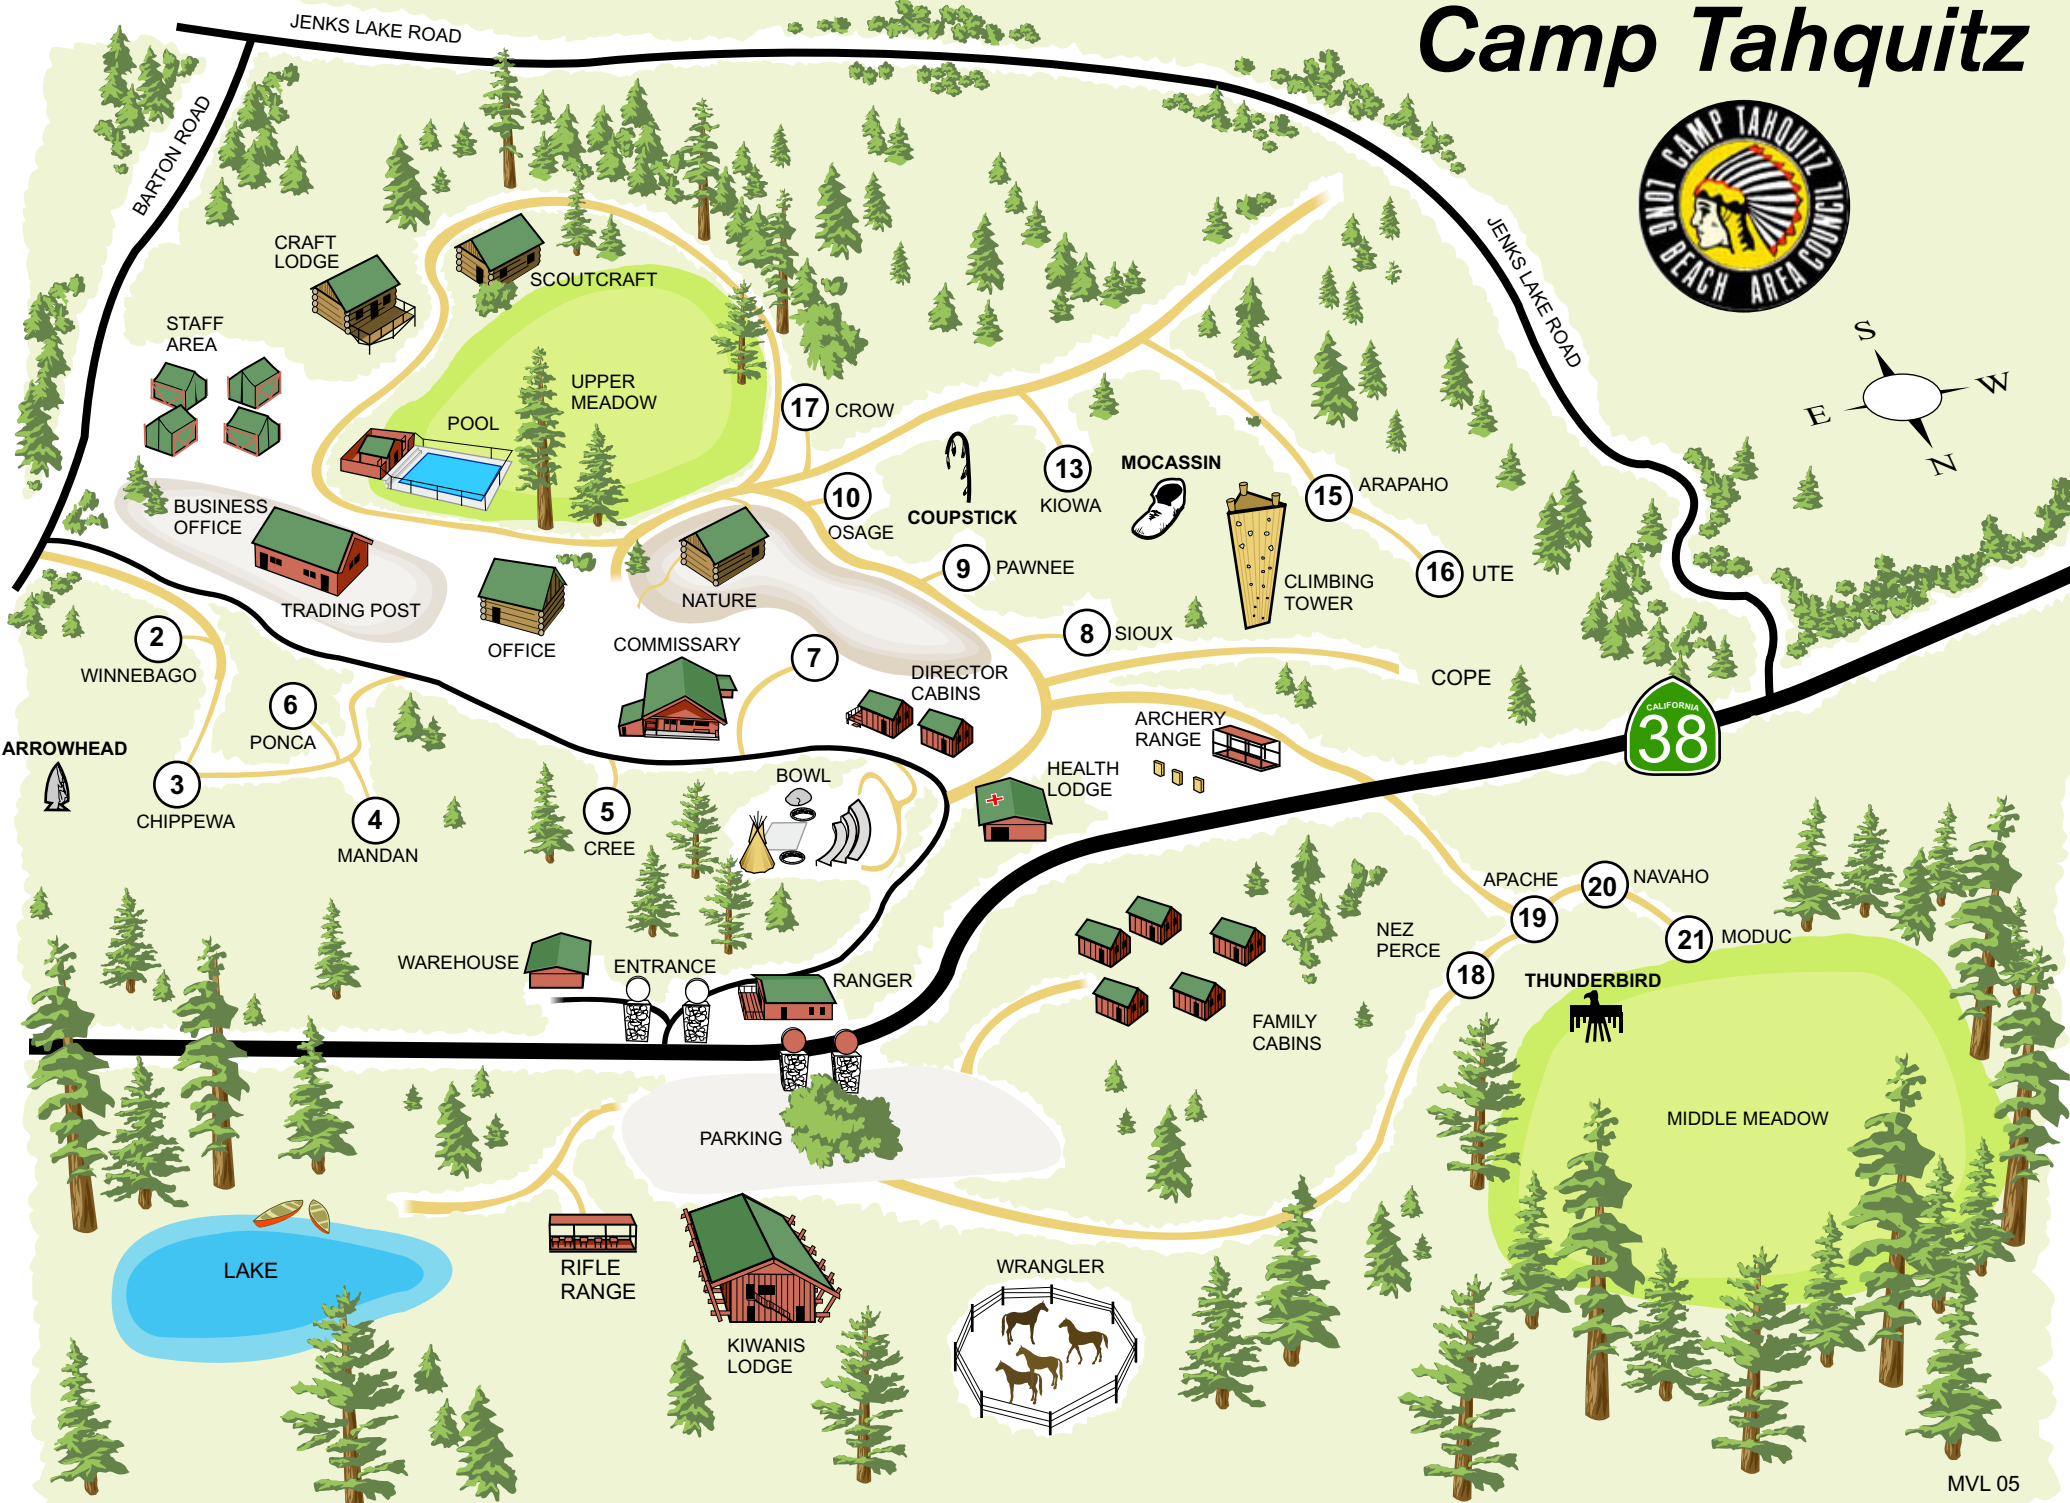 Camp Tahquitz
JENKS LAKE ROAD
BARTON ROAD
CAMP TAHQUITZ
LONG BEACH AREA COUNCIL
JENKS LAKE ROAD
S
W
E
N
CRAFT
LODGE
SCOUTCRAFT
STAFF
AREA
UPPER
MEADOW
POOL
17
CROW
13
KIOWA
MOCASSIN
COUPSTICK
10
OSAGE
15
ARAPAHO
16
UTE
9
PAWNEE
CLIMBING
TOWER
BUSINESS
OFFICE
TRADING POST
OFFICE
NATURE
COMMISSARY
7
8
SIOUX
DIRECTOR
CABINS
COPE
2
WINNEBAGO
6
PONCA
ARROWHEAD
3
CHIPPEWA
4
MANDAN
5
CREE
BOWL
HEALTH
LODGE
ARCHERY
RANGE
CALIFORNIA
38
APACHE
20
NAVAHO
19
21
MODUC
NEZ
PERCE
18
THUNDERBIRD
WAREHOUSE
ENTRANCE
RANGER
FAMILY
CABINS
MIDDLE MEADOW
PARKING
LAKE
RIFLE
RANGE
KIWANIS
LODGE
WRANGLER
MVL 05